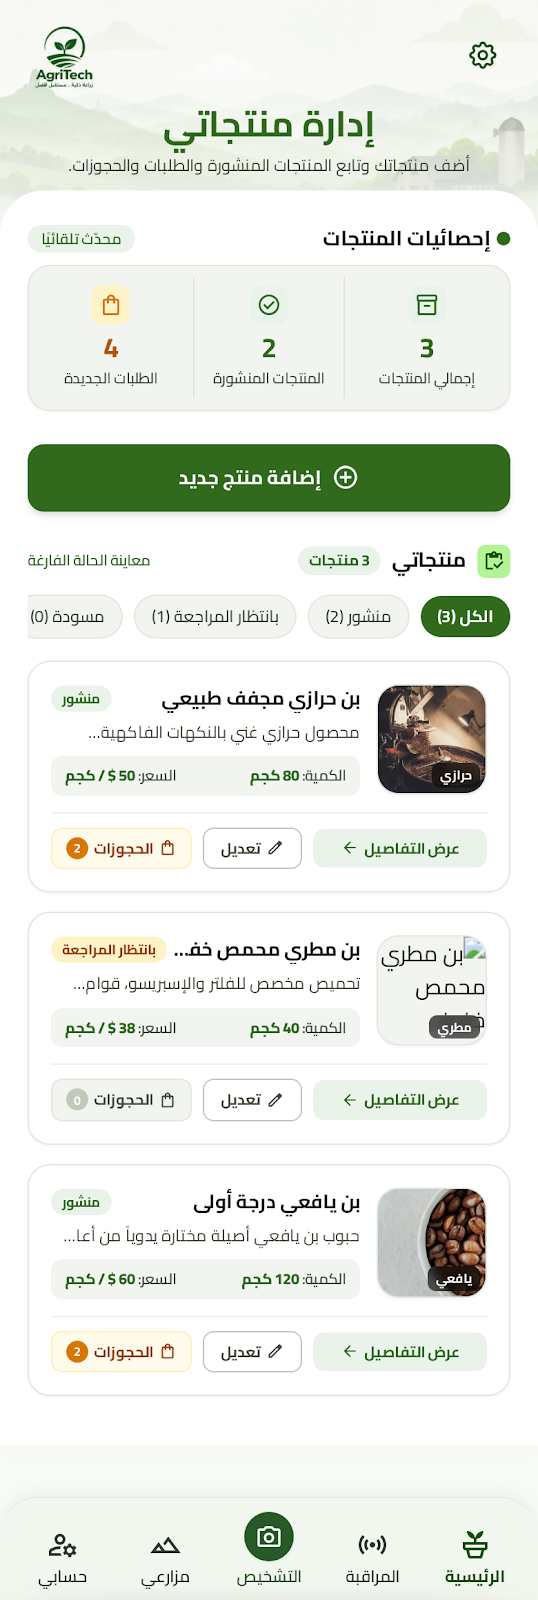 AgriTech
زراعة ذكية .. مستقبل أفضل
إدارة منتجاتي
أضف منتجاتك وتابع المنتجات المنشورة والطلبات والحجوزات.
إحصائيات المنتجات
محدّث تلقائيًا
3
إجمالي المنتجات
2
المنتجات المنشورة
4
الطلبات الجديدة
إضافة منتج جديد
منتجاتي
3 منتجات
معاينة الحالة الفارغة
الكل (3)
منشور (2)
بانتظار المراجعة (1)
مسودة (0)
بن حرازي مجفف طبيعي
منشور
محصول حرازي غني بالنكهات الفاكهية...
حرازي
الكمية: 80 كجم
السعر: 50 $ / كجم
عرض التفاصيل
تعديل
الحجوزات 2
بن مطري محمص خف...
بانتظار المراجعة
تحميص مخصص للفلتر والإسبريسو، قوام...
بن مطري
محمص
مطري
الكمية: 40 كجم
السعر: 38 $ / كجم
عرض التفاصيل
تعديل
الحجوزات 0
بن يافعي درجة أولى
منشور
حبوب بن يافعي أصيلة مختارة يدوياً من أعا...
يافعي
الكمية: 120 كجم
السعر: 60 $ / كجم
عرض التفاصيل
تعديل
الحجوزات 2
الرئيسية
المراقبة
التشخيص
مزارعي
حسابي